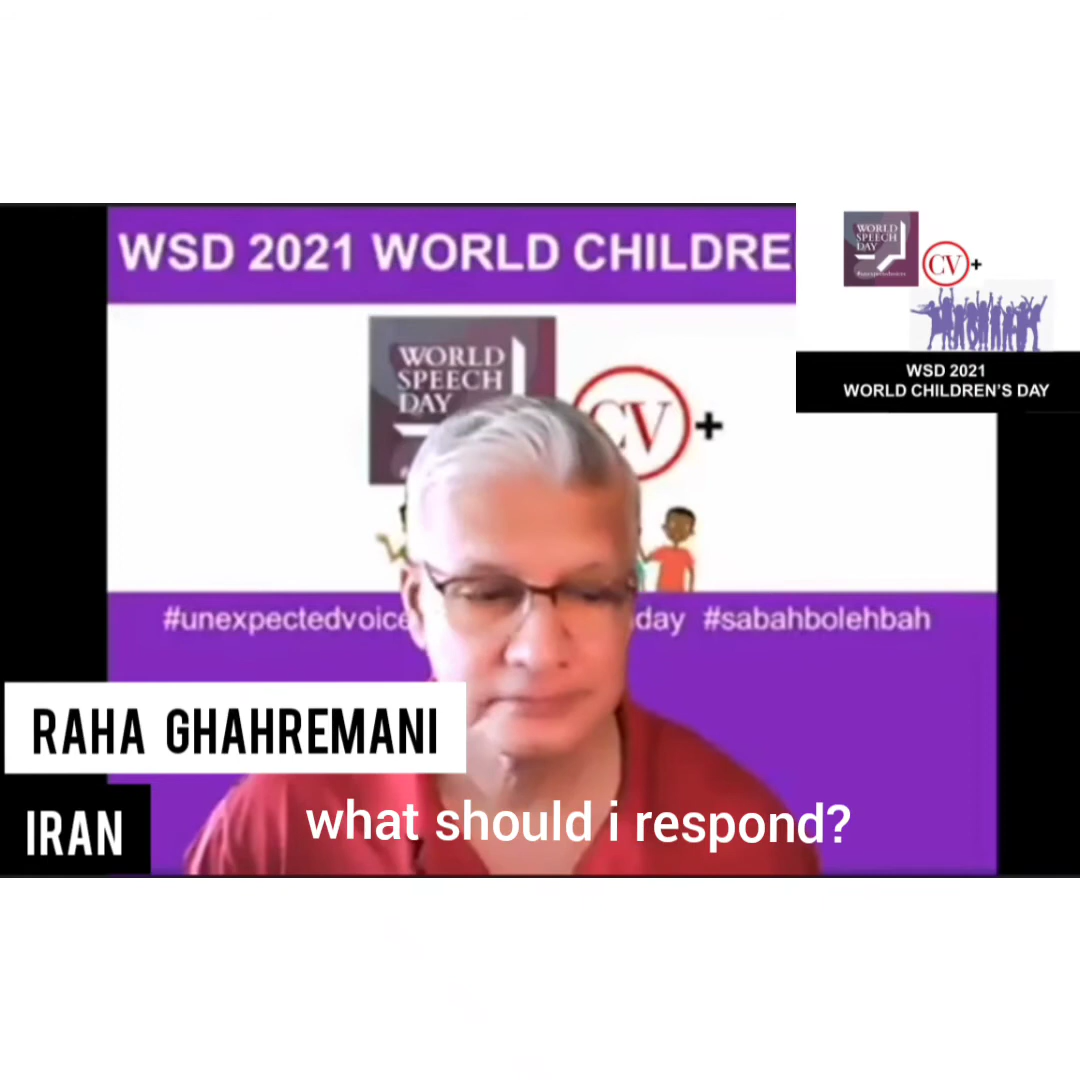 WSD 2021 WORLD CHILDRE
WORLD
SPEECH
DAY
CV+
#unexpectedvoice
day #sabahbolehbah
WORLD
SPEECH
DAY
#unexpectedvoices
CV+
WSD 2021
WORLD CHILDREN'S DAY
RAHA GHAHREMANI
IRAN
what should i respond?